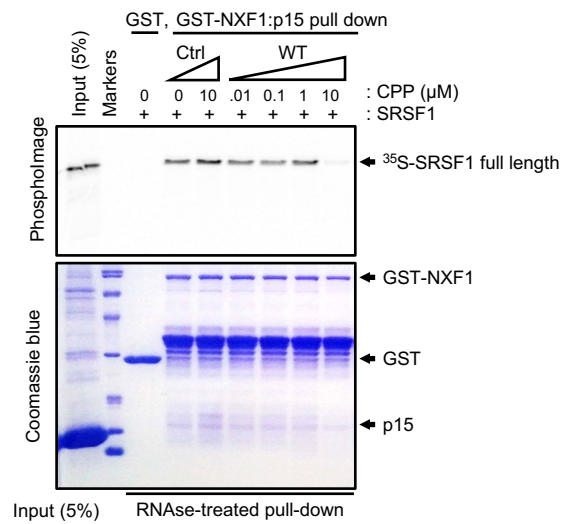 GST, GST-NXF1:p15 pull down
Input (5%)
Markers
Ctrl WT
0 0 10 .01 0.1 1 10 : CPP (µM)
+ + + + + + + : SRSF1
PhosphoImage
35S-SRSF1 full length
Coomassie blue
GST-NXF1
GST
p15
Input (5%) RNAse-treated pull-down